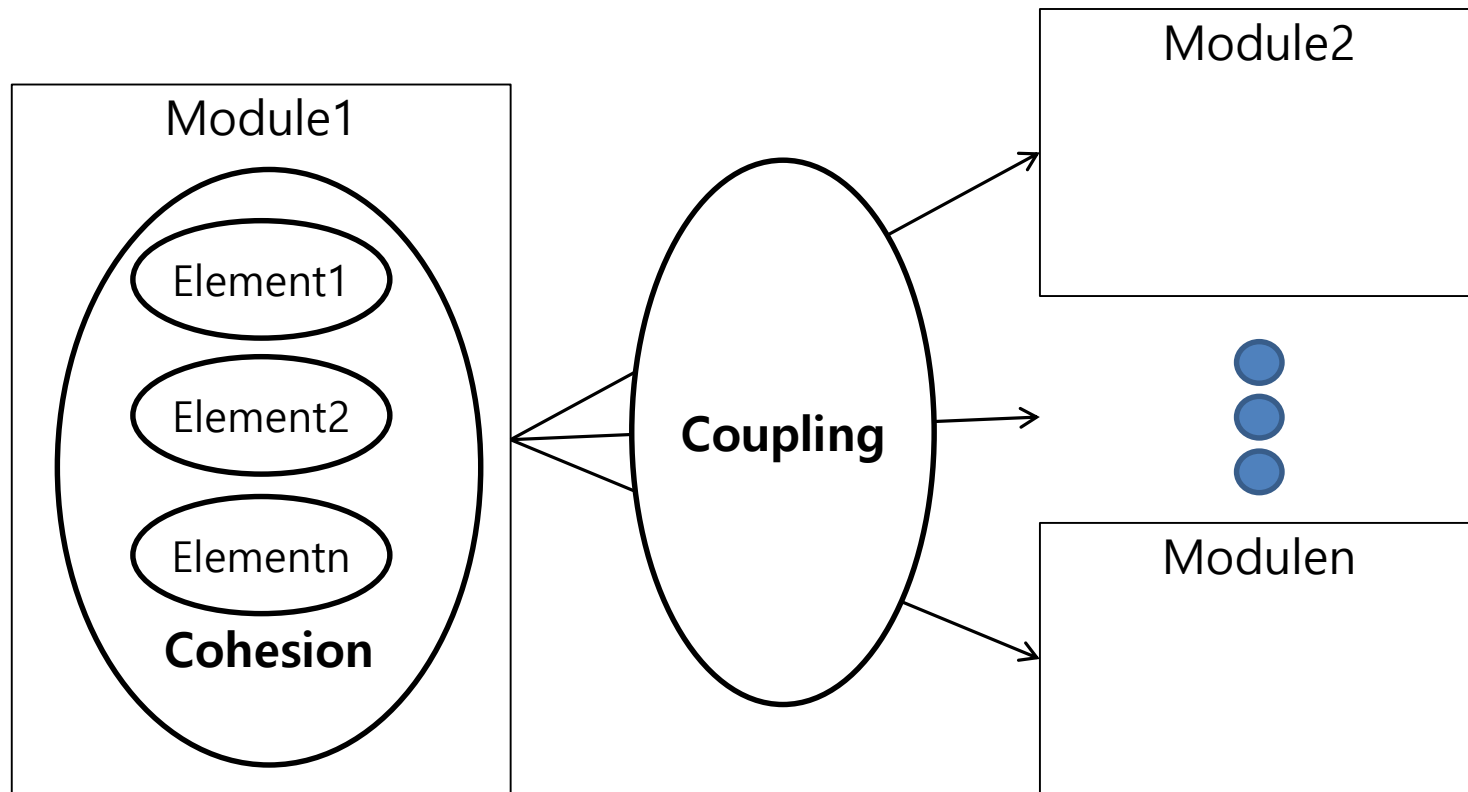 Module1
Element1
Element2
Elementn
Cohesion
Coupling
Module2
Modulen